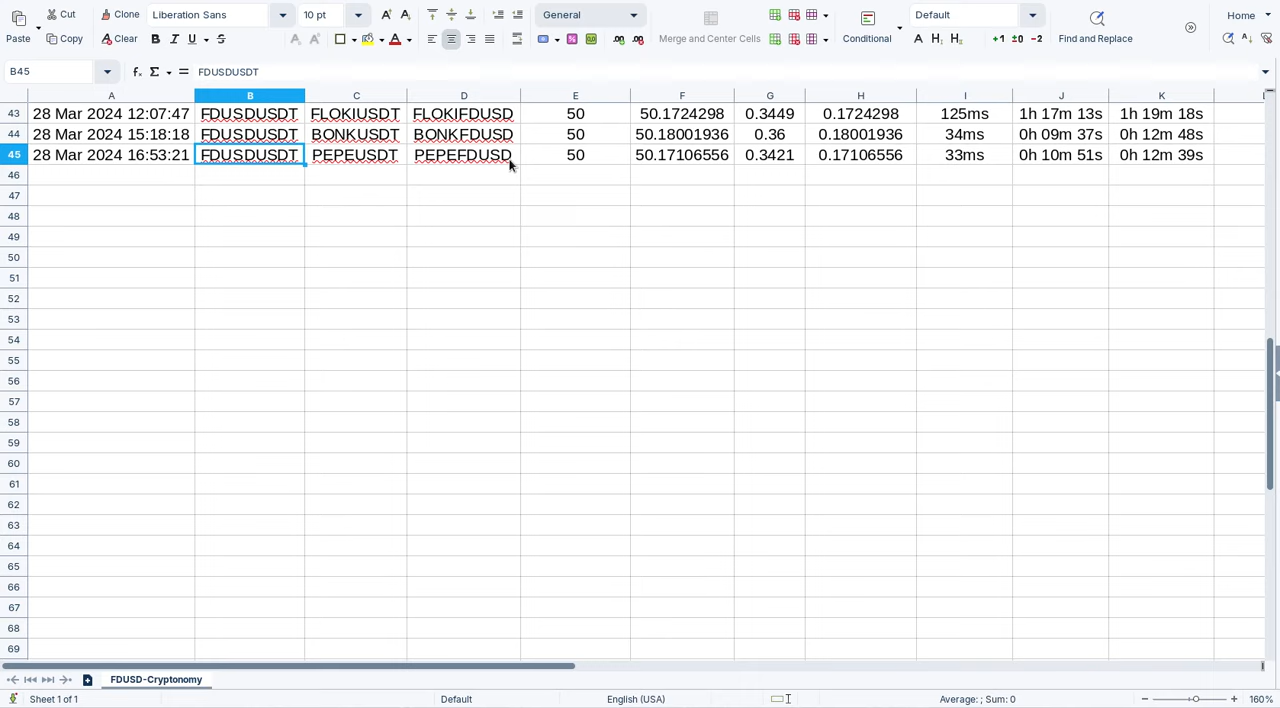 Cut Clone Liberation Sans 10 pt General Default Home
Paste Copy Clear B I U S Merge and Center Cells Conditional A H1 H2 +1 ±0 −2 Find and Replace
B45 fx Σ = FDUSDUSDT
A B C D E F G H I J K
43 28 Mar 2024 12:07:47 FDUSDUSDT FLOKIUSDT FLOKIFDUSD 50 50.1724298 0.3449 0.1724298 125ms 1h 17m 13s 1h 19m 18s
44 28 Mar 2024 15:18:18 FDUSDUSDT BONKUSDT BONKFDUSD 50 50.18001936 0.36 0.18001936 34ms 0h 09m 37s 0h 12m 48s
45 28 Mar 2024 16:53:21 FDUSDUSDT PEPEUSDT PEPEFDUSD 50 50.17106556 0.3421 0.17106556 33ms 0h 10m 51s 0h 12m 39s
46
47
48
49
50
51
52
53
54
55
56
57
58
59
60
61
62
63
64
65
66
67
68
69
FDUSD-Cryptonomy
Sheet 1 of 1 Default English (USA) Average: ; Sum: 0 160%